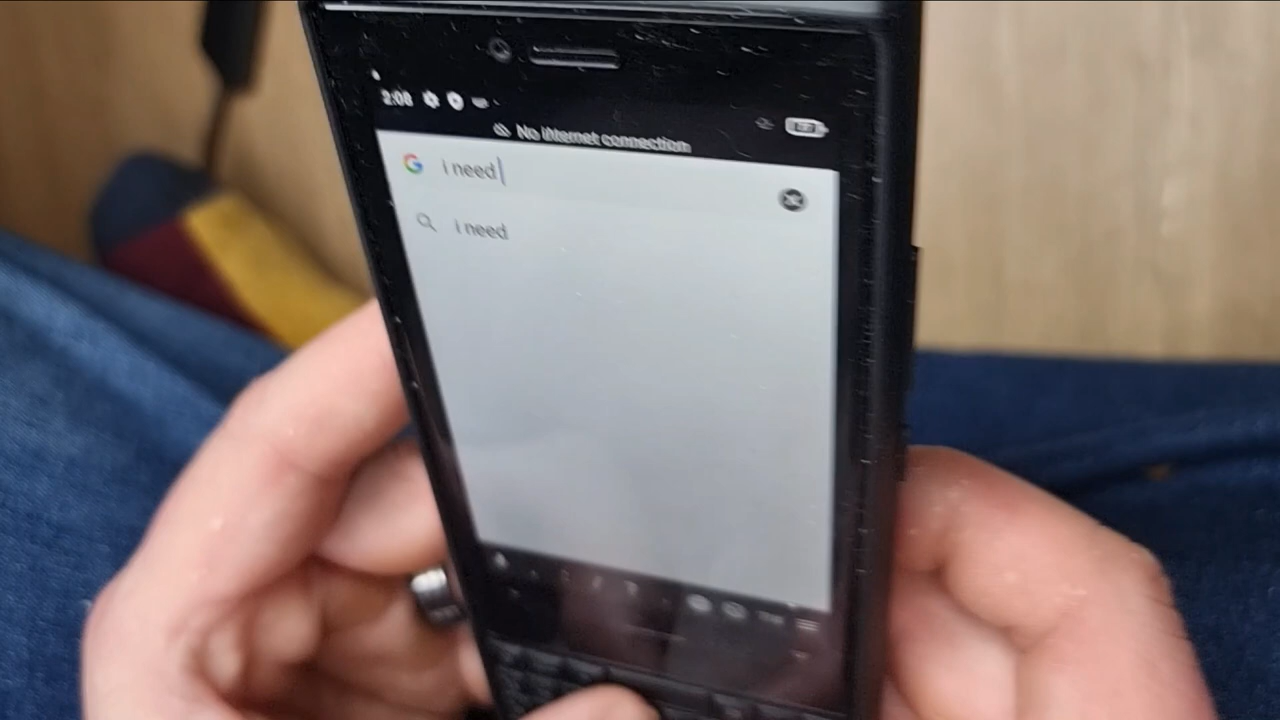 2:08
No internet connection
G i need
i need